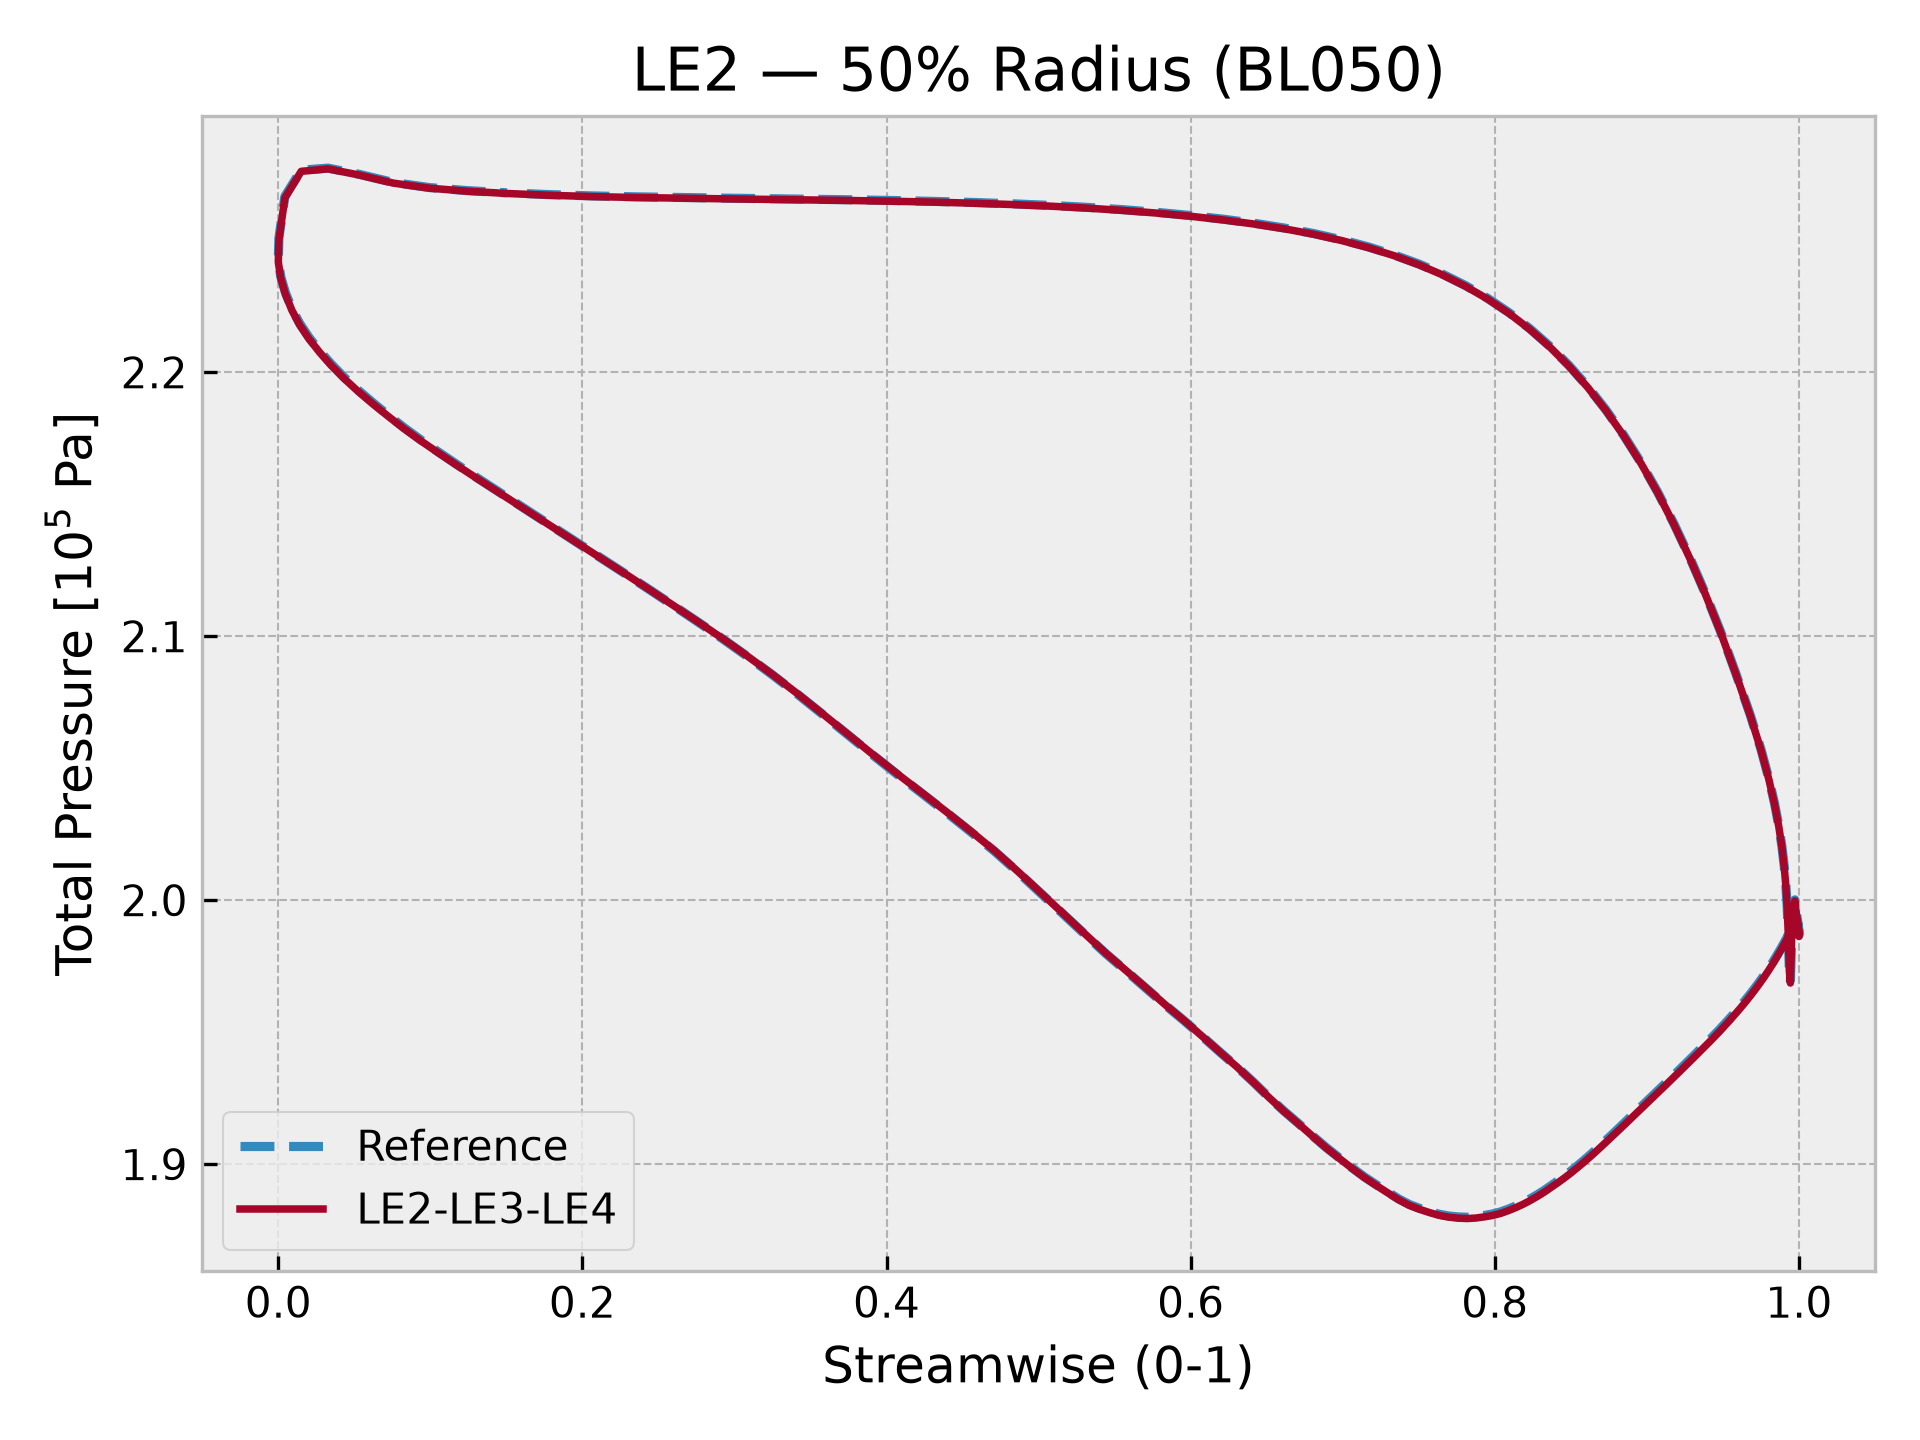 LE2 — 50% Radius (BL050)
Total Pressure [10⁵ Pa]
2.2
2.1
2.0
1.9
Reference
LE2-LE3-LE4
0.0 0.2 0.4 0.6 0.8 1.0
Streamwise (0-1)